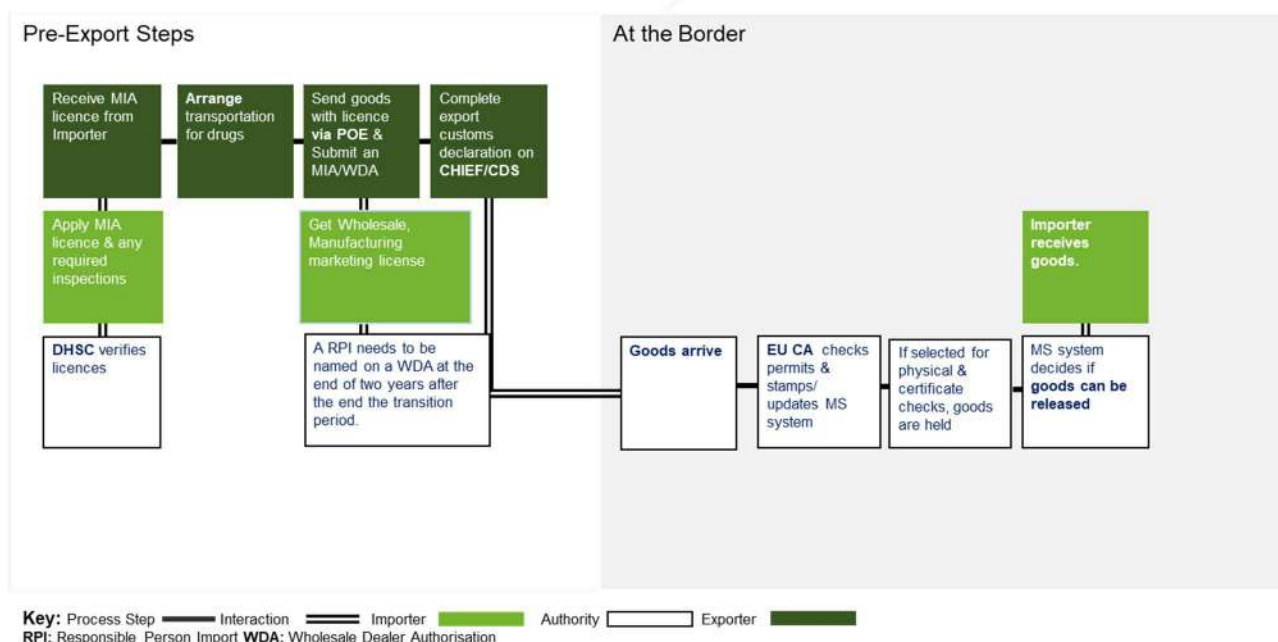 Pre-Export Steps
At the Border
Receive MIA
licence from
Importer
Arrange
transportation
for drugs
Send goods
with licence
via POE &
Submit an
MIA/WDA
Complete
export
customs
declaration on
CHIEF/CDS
Apply MIA
licence & any
required
inspections
Get Wholesale,
Manufacturing
marketing license
Importer
receives
goods.
DHSC verifies
licences
A RPI needs to be
named on a WDA at the
end of two years after
the end the transition
period.
Goods arrive
EU CA checks
permits &
stamps/
updates MS
system
If selected for
physical &
certificate
checks, goods
are held
MS system
decides if
goods can be
released
Key: Process Step Interaction Importer Authority Exporter
RPI: Responsible Person Import WDA: Wholesale Dealer Authorisation